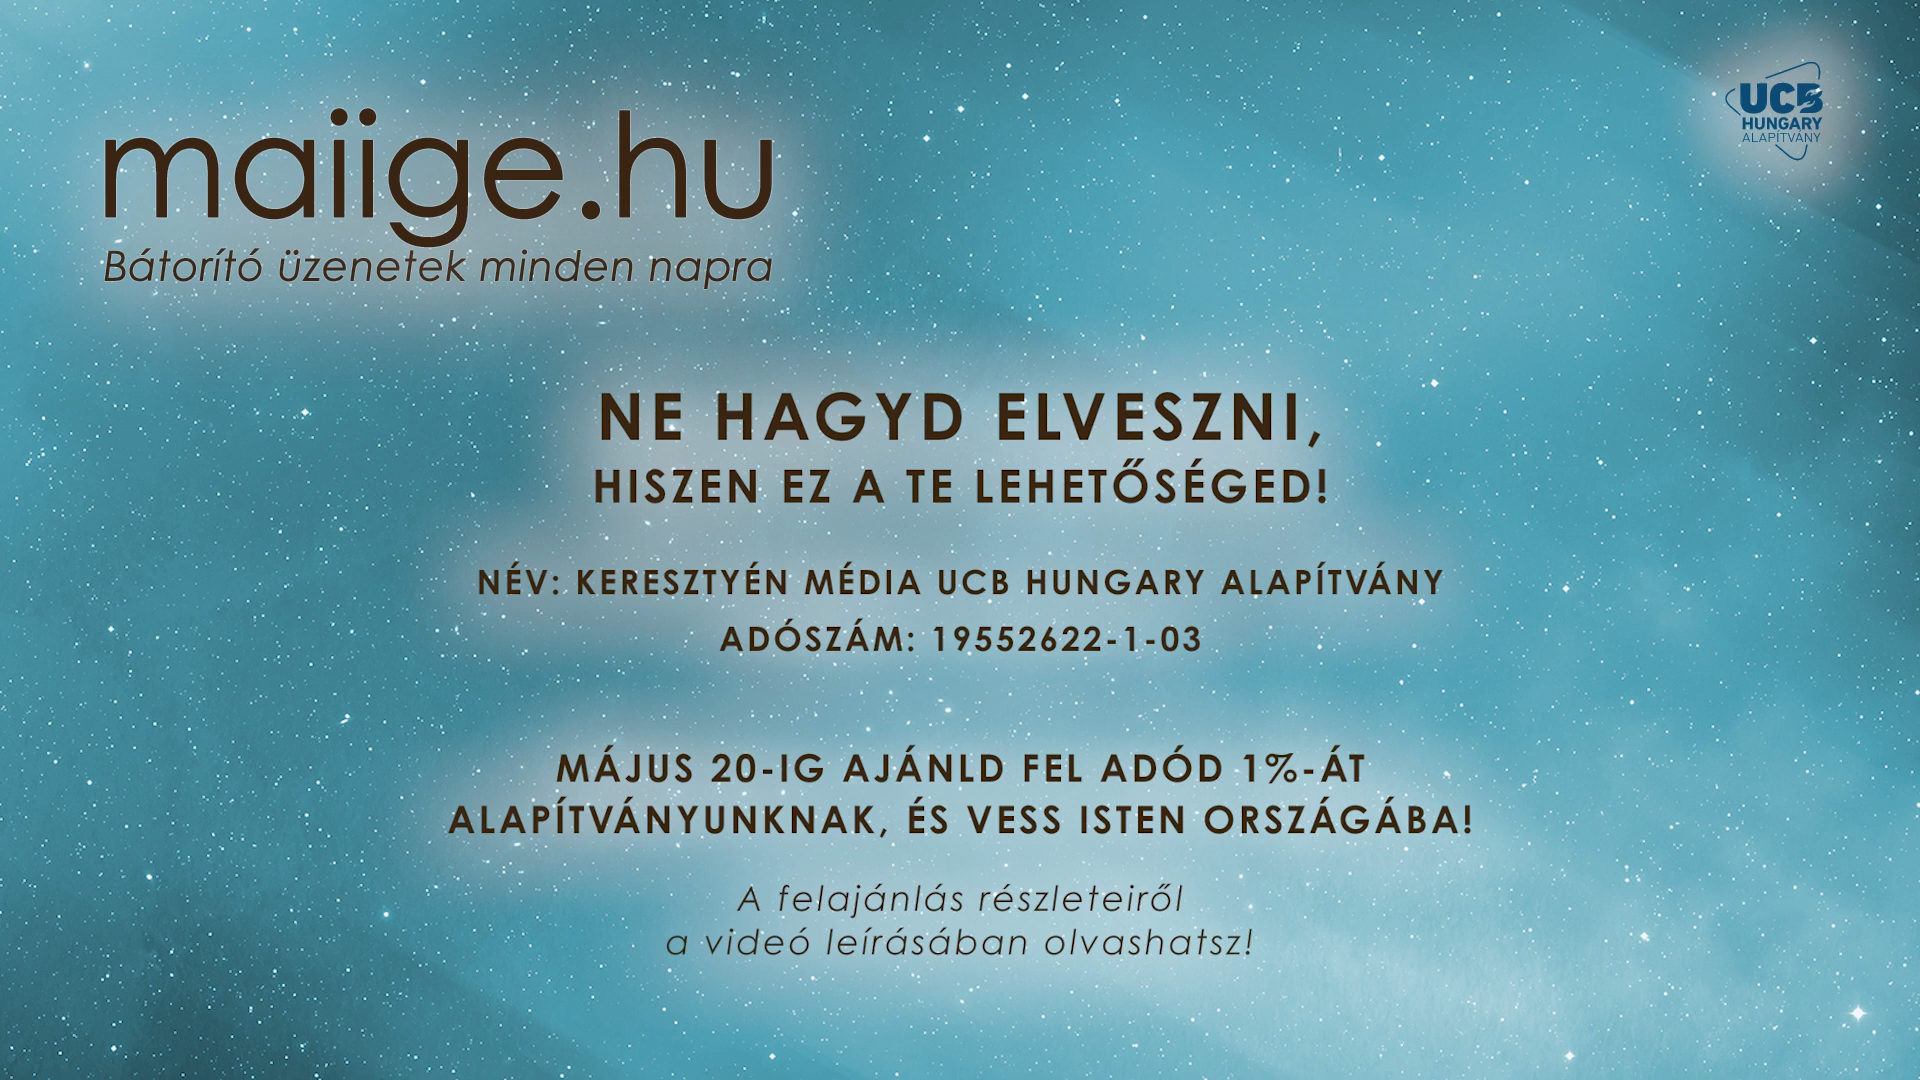 maiige.hu
Bátorító üzenetek minden napra
UCB
HUNGARY
ALAPÍTVÁNY
NE HAGYD ELVESZNI,
HISZEN EZ A TE LEHETŐSÉGED!
NÉV: KERESZTYÉN MÉDIA UCB HUNGARY ALAPÍTVÁNY
ADÓSZÁM: 19552622-1-03
MÁJUS 20-IG AJÁNLD FEL ADÓD 1%-ÁT
ALAPÍTVÁNYUNKNAK, ÉS VESS ISTEN ORSZÁGÁBA!
A felajánlás részleteiről
a videó leírásában olvashatsz!